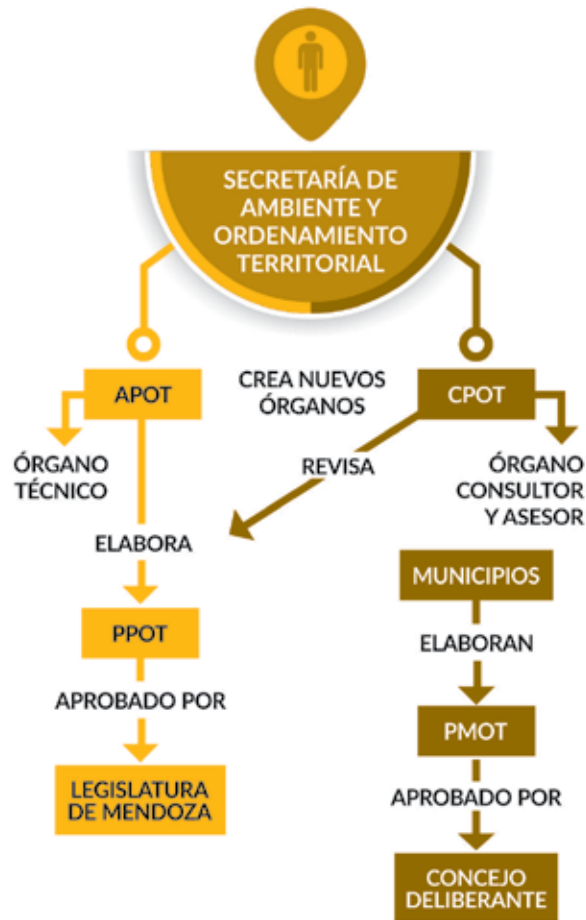 SECRETARÍA DE
AMBIENTE Y
ORDENAMIENTO
TERRITORIAL
APOT
CREA NUEVOS
ÓRGANOS
CPOT
ÓRGANO
TÉCNICO
REVISA
ÓRGANO
CONSULTOR
Y ASESOR
ELABORA
PPOT
APROBADO POR
LEGISLATURA
DE MENDOZA
MUNICIPIOS
ELABORAN
PMOT
APROBADO POR
CONCEJO
DELIBERANTE